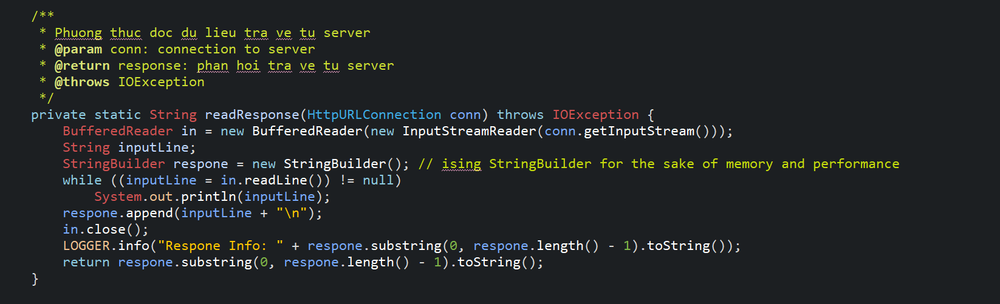 /**
 * Phuong thuc doc du lieu tra ve tu server
 * @param conn: connection to server
 * @return response: phan hoi tra ve tu server
 * @throws IOException
 */
private static String readResponse(HttpURLConnection conn) throws IOException {
    BufferedReader in = new BufferedReader(new InputStreamReader(conn.getInputStream()));
    String inputLine;
    StringBuilder respone = new StringBuilder(); // ising StringBuilder for the sake of memory and performance
    while ((inputLine = in.readLine()) != null)
        System.out.println(inputLine);
    respone.append(inputLine + "\n");
    in.close();
    LOGGER.info("Respone Info: " + respone.substring(0, respone.length() - 1).toString());
    return respone.substring(0, respone.length() - 1).toString();
}